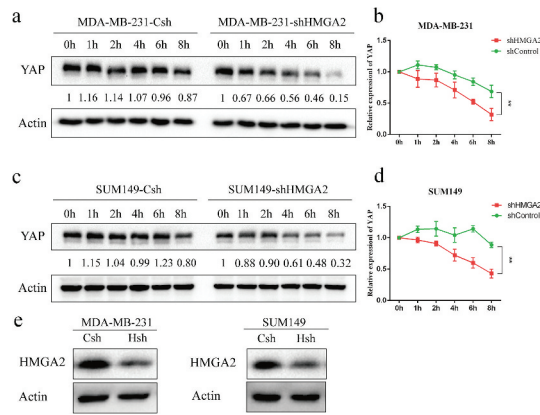 a
MDA-MB-231-Csh MDA-MB-231-shHMGA2
0h 1h 2h 4h 6h 8h 0h 1h 2h 4h 6h 8h
YAP
1 1.16 1.14 1.07 0.96 0.87 1 0.67 0.66 0.56 0.46 0.15
Actin
b
MDA-MB-231
shHMGA2
shControl
Relative expression of YAP
1.5
1.0
0.5
0.0
0h 1h 2h 4h 6h 8h
**
c
SUM149-Csh SUM149-shHMGA2
0h 1h 2h 4h 6h 8h 0h 1h 2h 4h 6h 8h
YAP
1 1.15 1.04 0.99 1.23 0.80 1 0.88 0.90 0.61 0.48 0.32
Actin
d
SUM149
shHMGA2
shControl
Relative expression of YAP
1.5
1.0
0.5
0.0
0h 1h 2h 4h 6h 8h
**
e
MDA-MB-231 SUM149
Csh Hsh Csh Hsh
HMGA2 HMGA2
Actin Actin